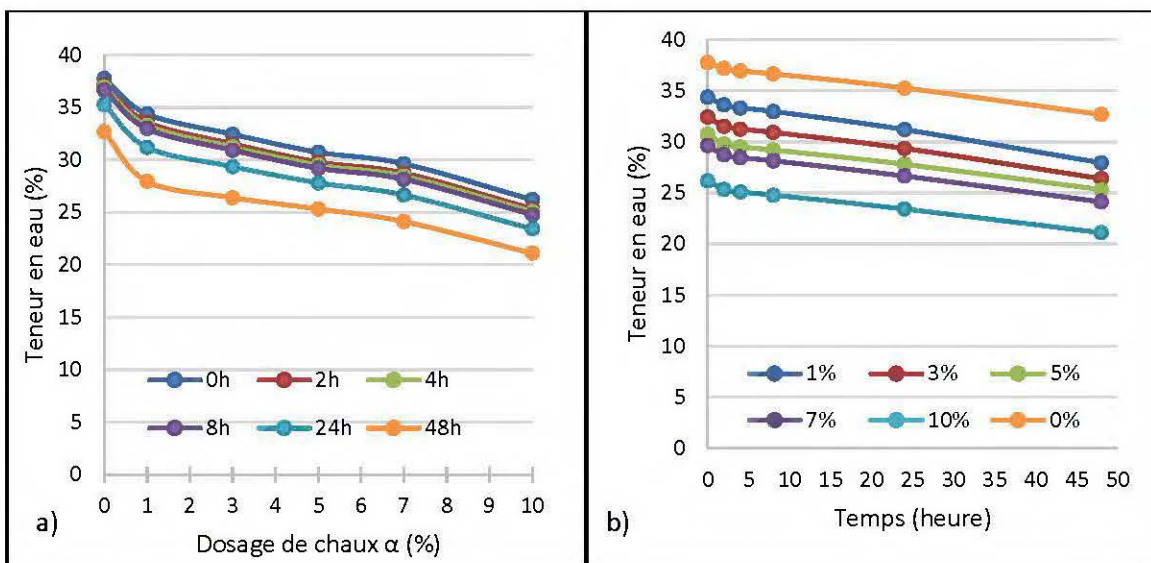 40
35
30
25
20
15
10
5
0
Teneur en eau (%)
0h 2h 4h
8h 24h 48h
0 1 2 3 4 5 6 7 8 9 10
Dosage de chaux α (%)
a)
40
35
30
25
20
15
10
5
0
Teneur en eau (%)
1% 3% 5%
7% 10% 0%
0 5 10 15 20 25 30 35 40 45 50
Temps (heure)
b)